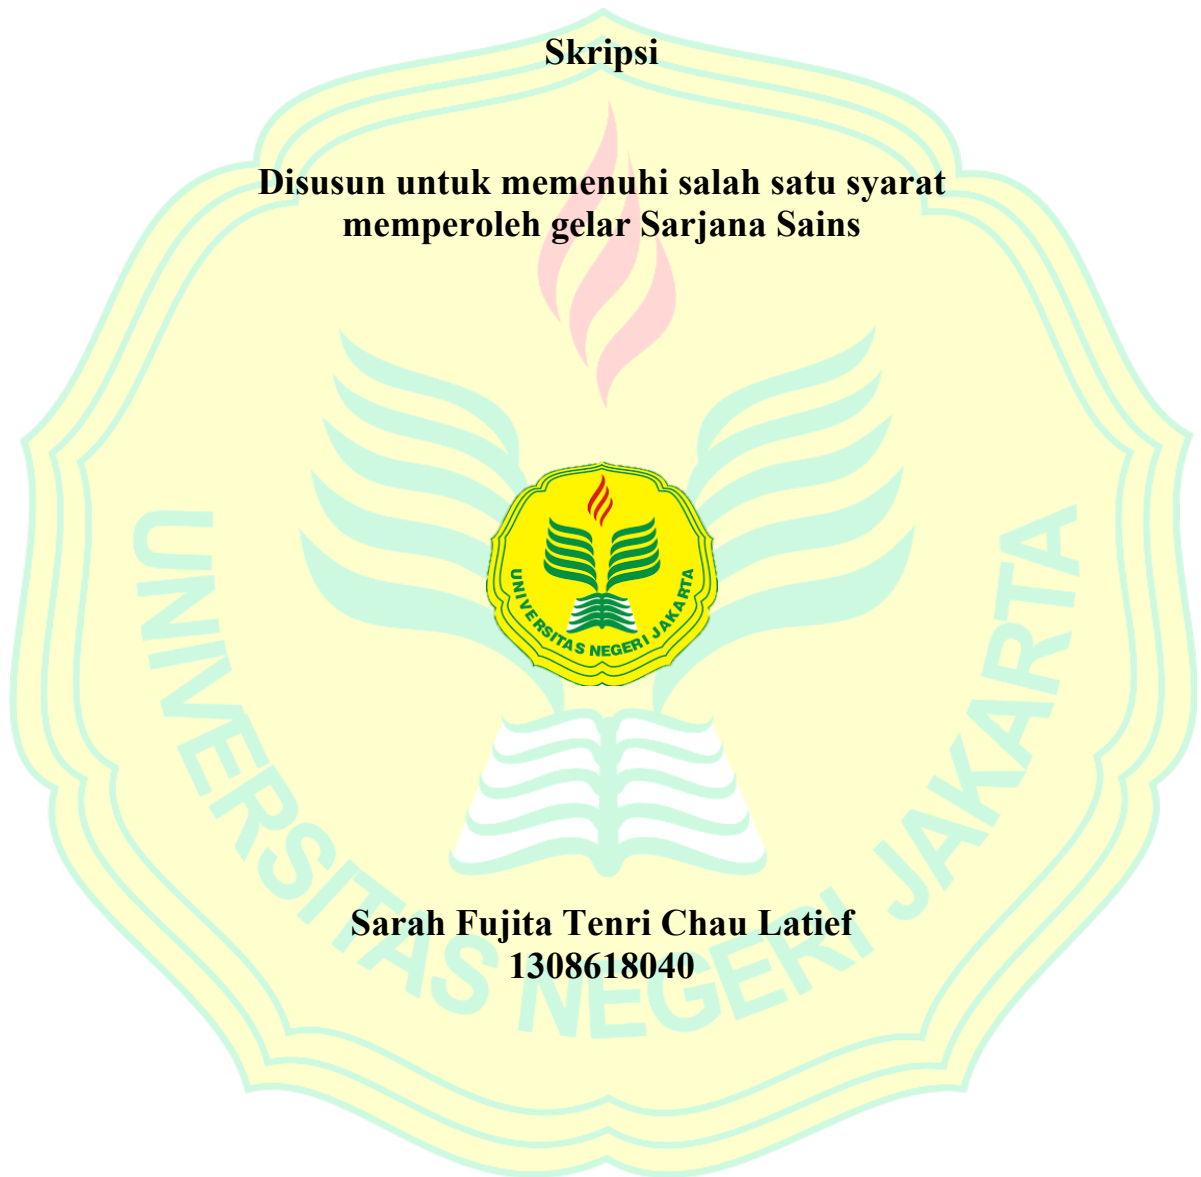 Skripsi
Disusun untuk memenuhi salah satu syarat
memperoleh gelar Sarjana Sains
UNIVERSITAS NEGERI JAKARTA
Sarah Fujita Tenri Chau Latief
1308618040
UNIVERSITAS NEGERI JAKARTA